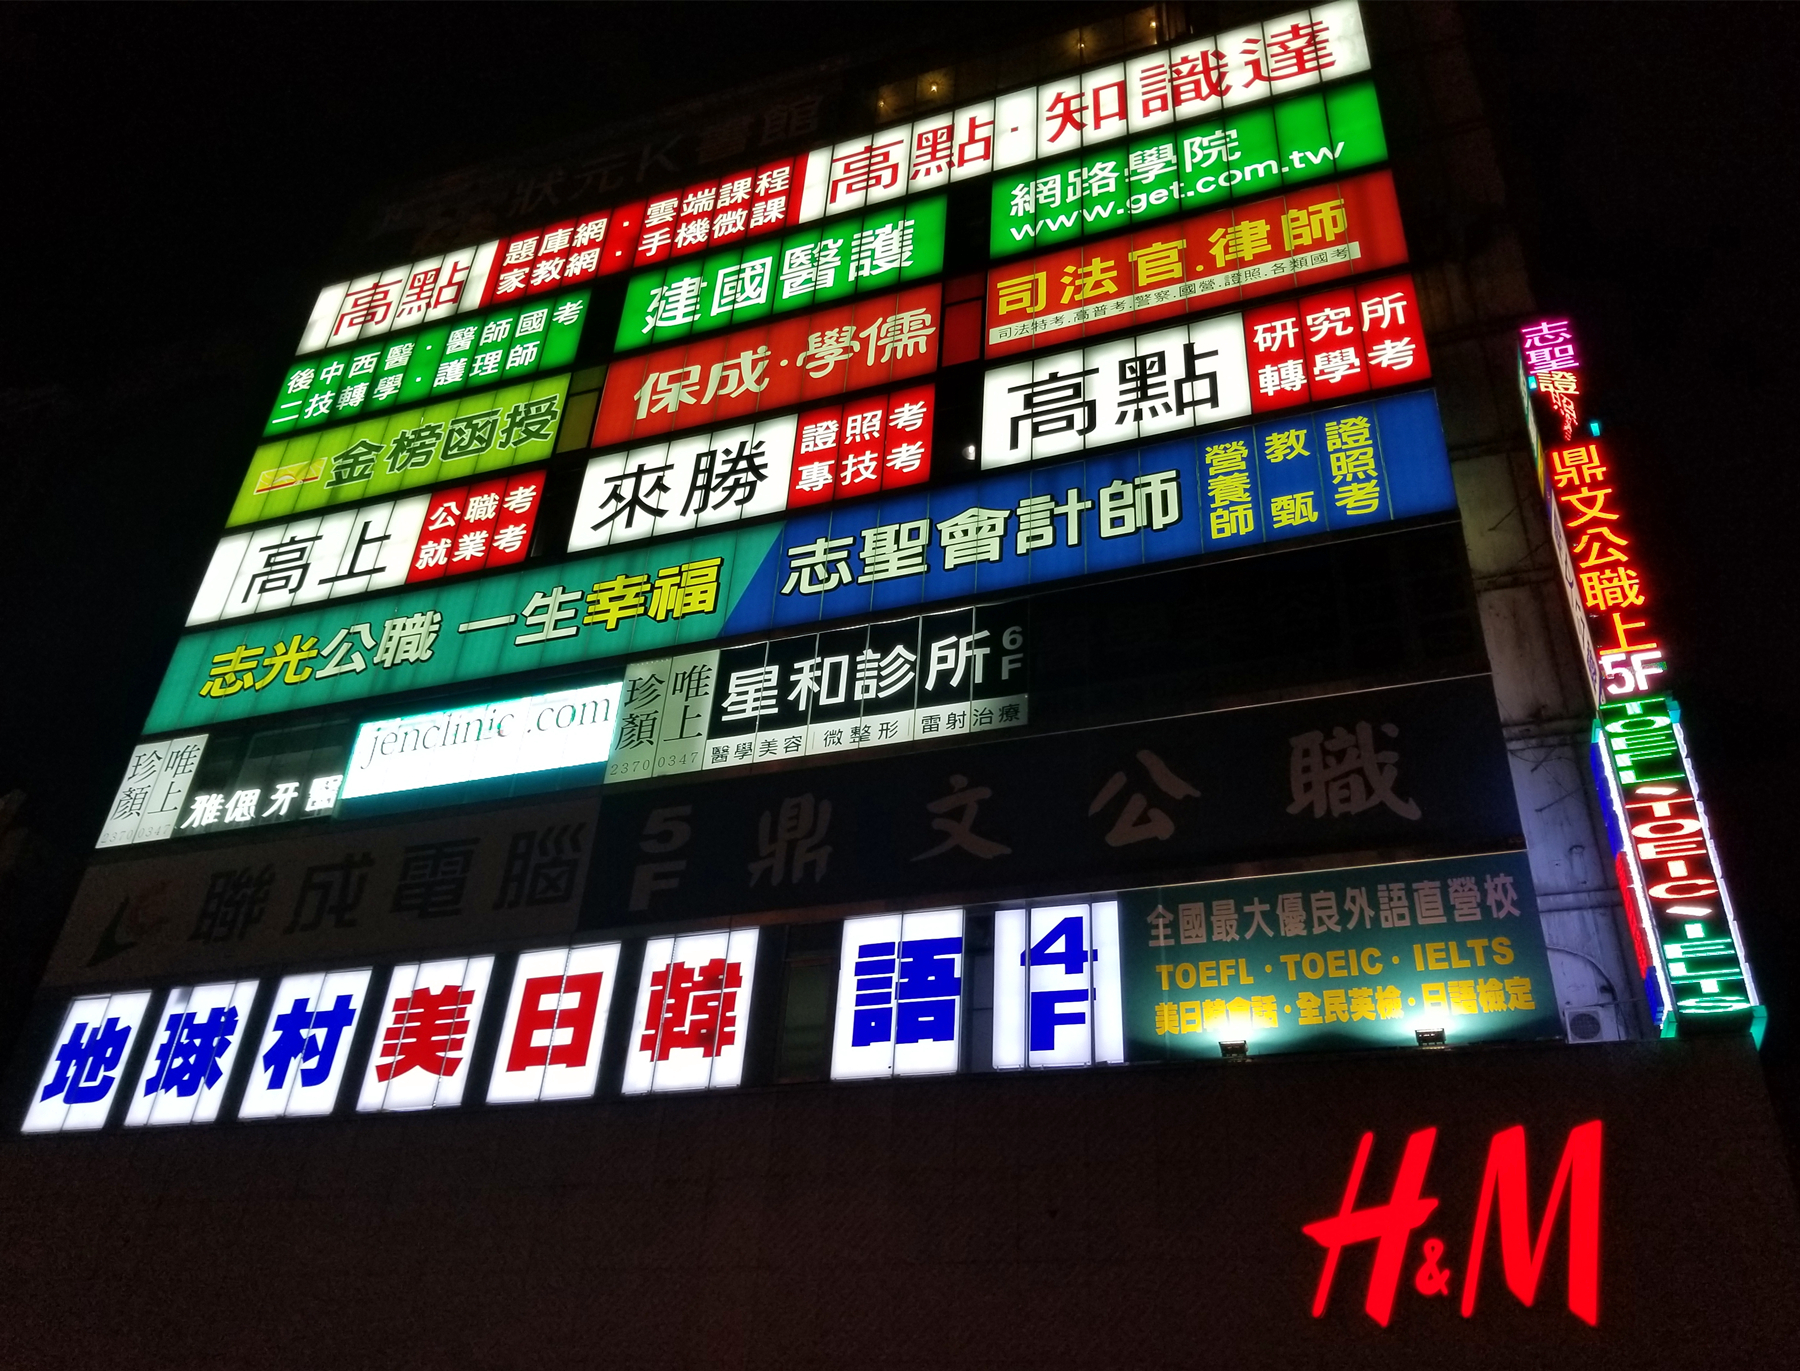 狀元K書館
高點
題庫網．雲端課程
家教網．手機微課
高點·知識達
後中西醫．醫師國考
二技轉學．護理師
建國醫護
網路學院
www.get.com.tw
金榜函授
保成·學儒
司法官.律師
司法特考.高普考.警察.國營.證照.各類國考
高上
公職考
就業考
來勝
證照考
專技考
高點
研究所
轉學考
志光公職 一生幸福
志聖會計師
營養師
教甄
證照考
唯上
珍顏
2370 0347
雅偲牙醫
jenclinic.com
唯上
珍顏
2370 0347
星和診所
6F
醫學美容 微整形 雷射治療
聯成電腦
5F 鼎文公職
地球村美日韓語4F
全國最大優良外語直營校
TOEFL·TOEIC·IELTS
美日韓會話·全民英檢·日語檢定
H&M
志聖
鼎文公職上
5F
TOEFL、TOEIC、IELTS